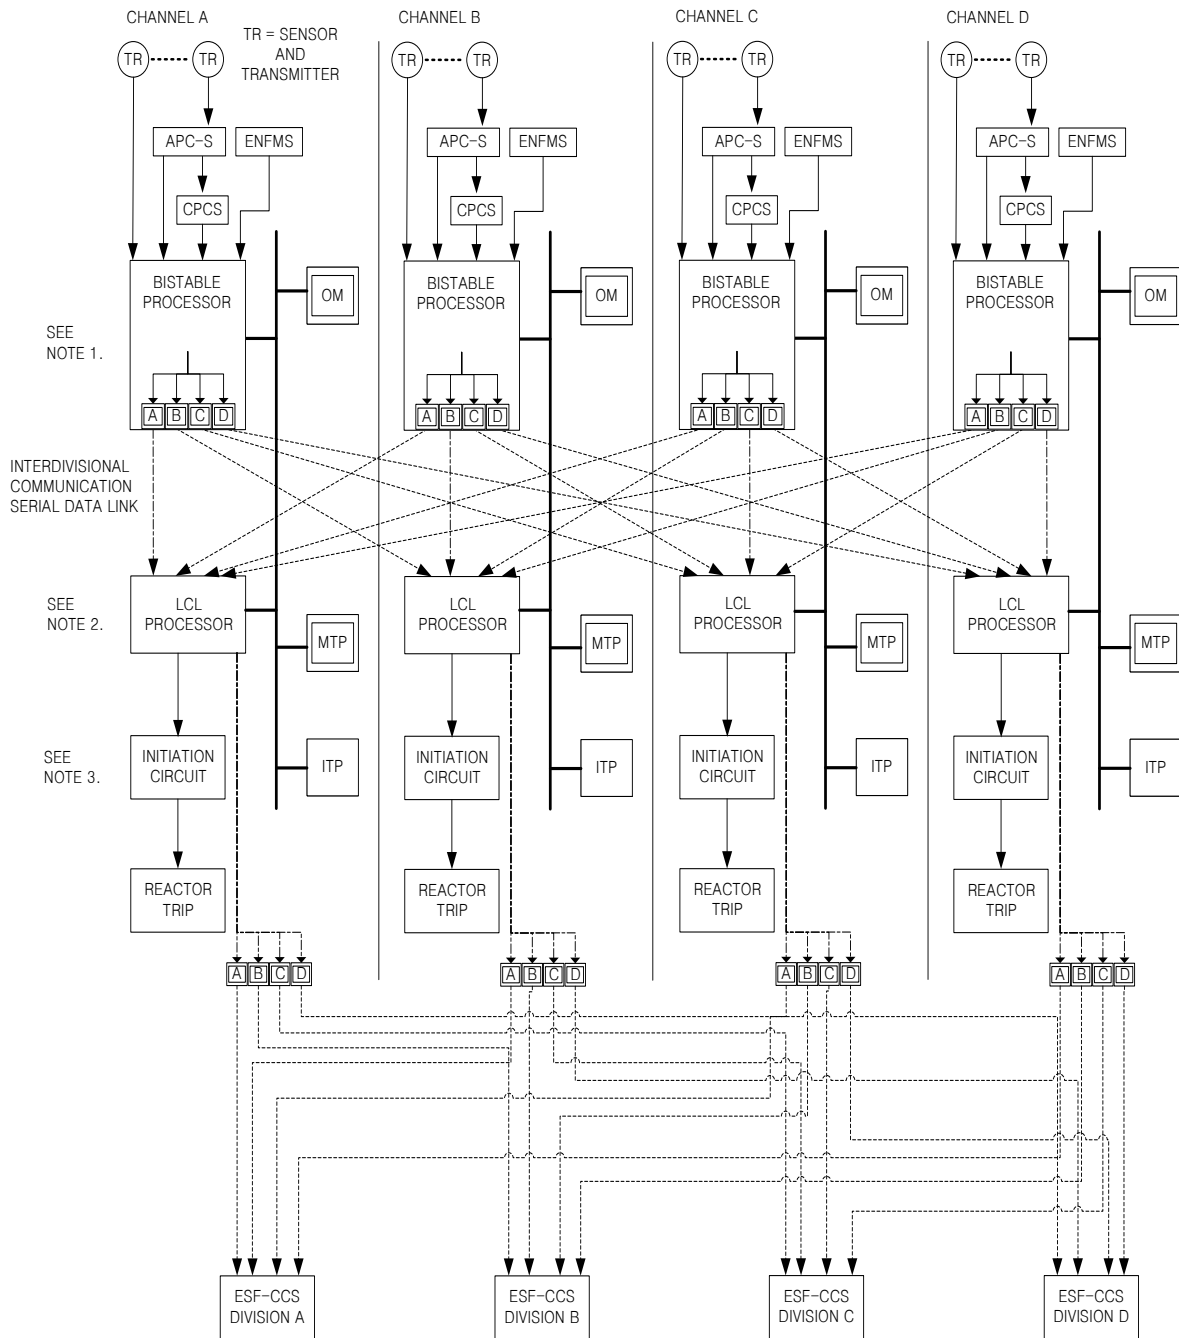 CHANNEL A
CHANNEL B
CHANNEL C
CHANNEL D
TR = SENSOR
AND
TRANSMITTER
TR TR TR TR TR TR TR TR
APC-S ENFMS APC-S ENFMS APC-S ENFMS APC-S ENFMS
CPCS CPCS CPCS CPCS
BISTABLE
PROCESSOR
BISTABLE
PROCESSOR
BISTABLE
PROCESSOR
BISTABLE
PROCESSOR
OM OM OM OM
SEE
NOTE 1.
A B C D A B C D A B C D A B C D
INTERDIVISIONAL
COMMUNICATION
SERIAL DATA LINK
SEE
NOTE 2.
LCL
PROCESSOR
LCL
PROCESSOR
LCL
PROCESSOR
LCL
PROCESSOR
MTP MTP MTP MTP
SEE
NOTE 3.
INITIATION
CIRCUIT
INITIATION
CIRCUIT
INITIATION
CIRCUIT
INITIATION
CIRCUIT
ITP ITP ITP ITP
REACTOR
TRIP
REACTOR
TRIP
REACTOR
TRIP
REACTOR
TRIP
A B C D A B C D A B C D A B C D
ESF-CCS
DIVISION A
ESF-CCS
DIVISION B
ESF-CCS
DIVISION C
ESF-CCS
DIVISION D